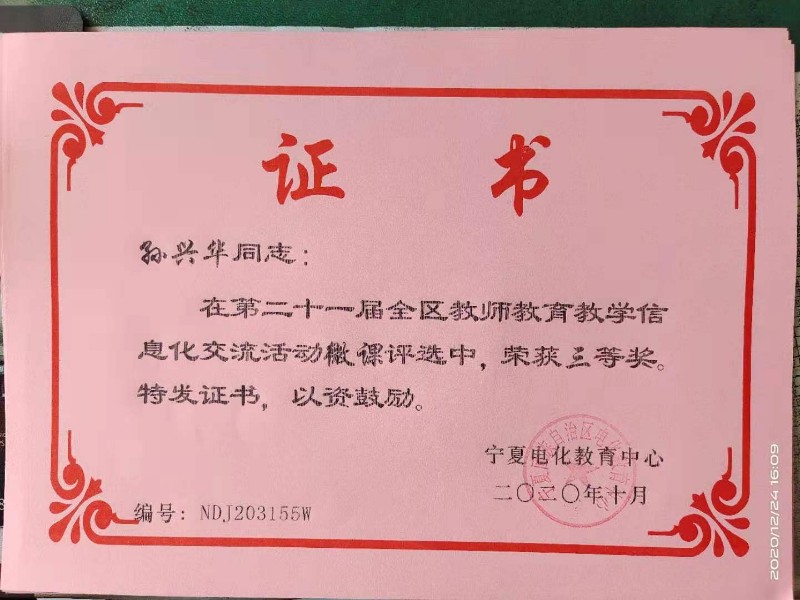 证书
孙兴华同志：
在第二十一届全区教师教育教学信
息化交流活动微课评选中，荣获三等奖。
特发证书，以资鼓励。
宁夏电化教育中心
二〇二〇年十月
编号：NDJ203155W
2020/12/24 16:09